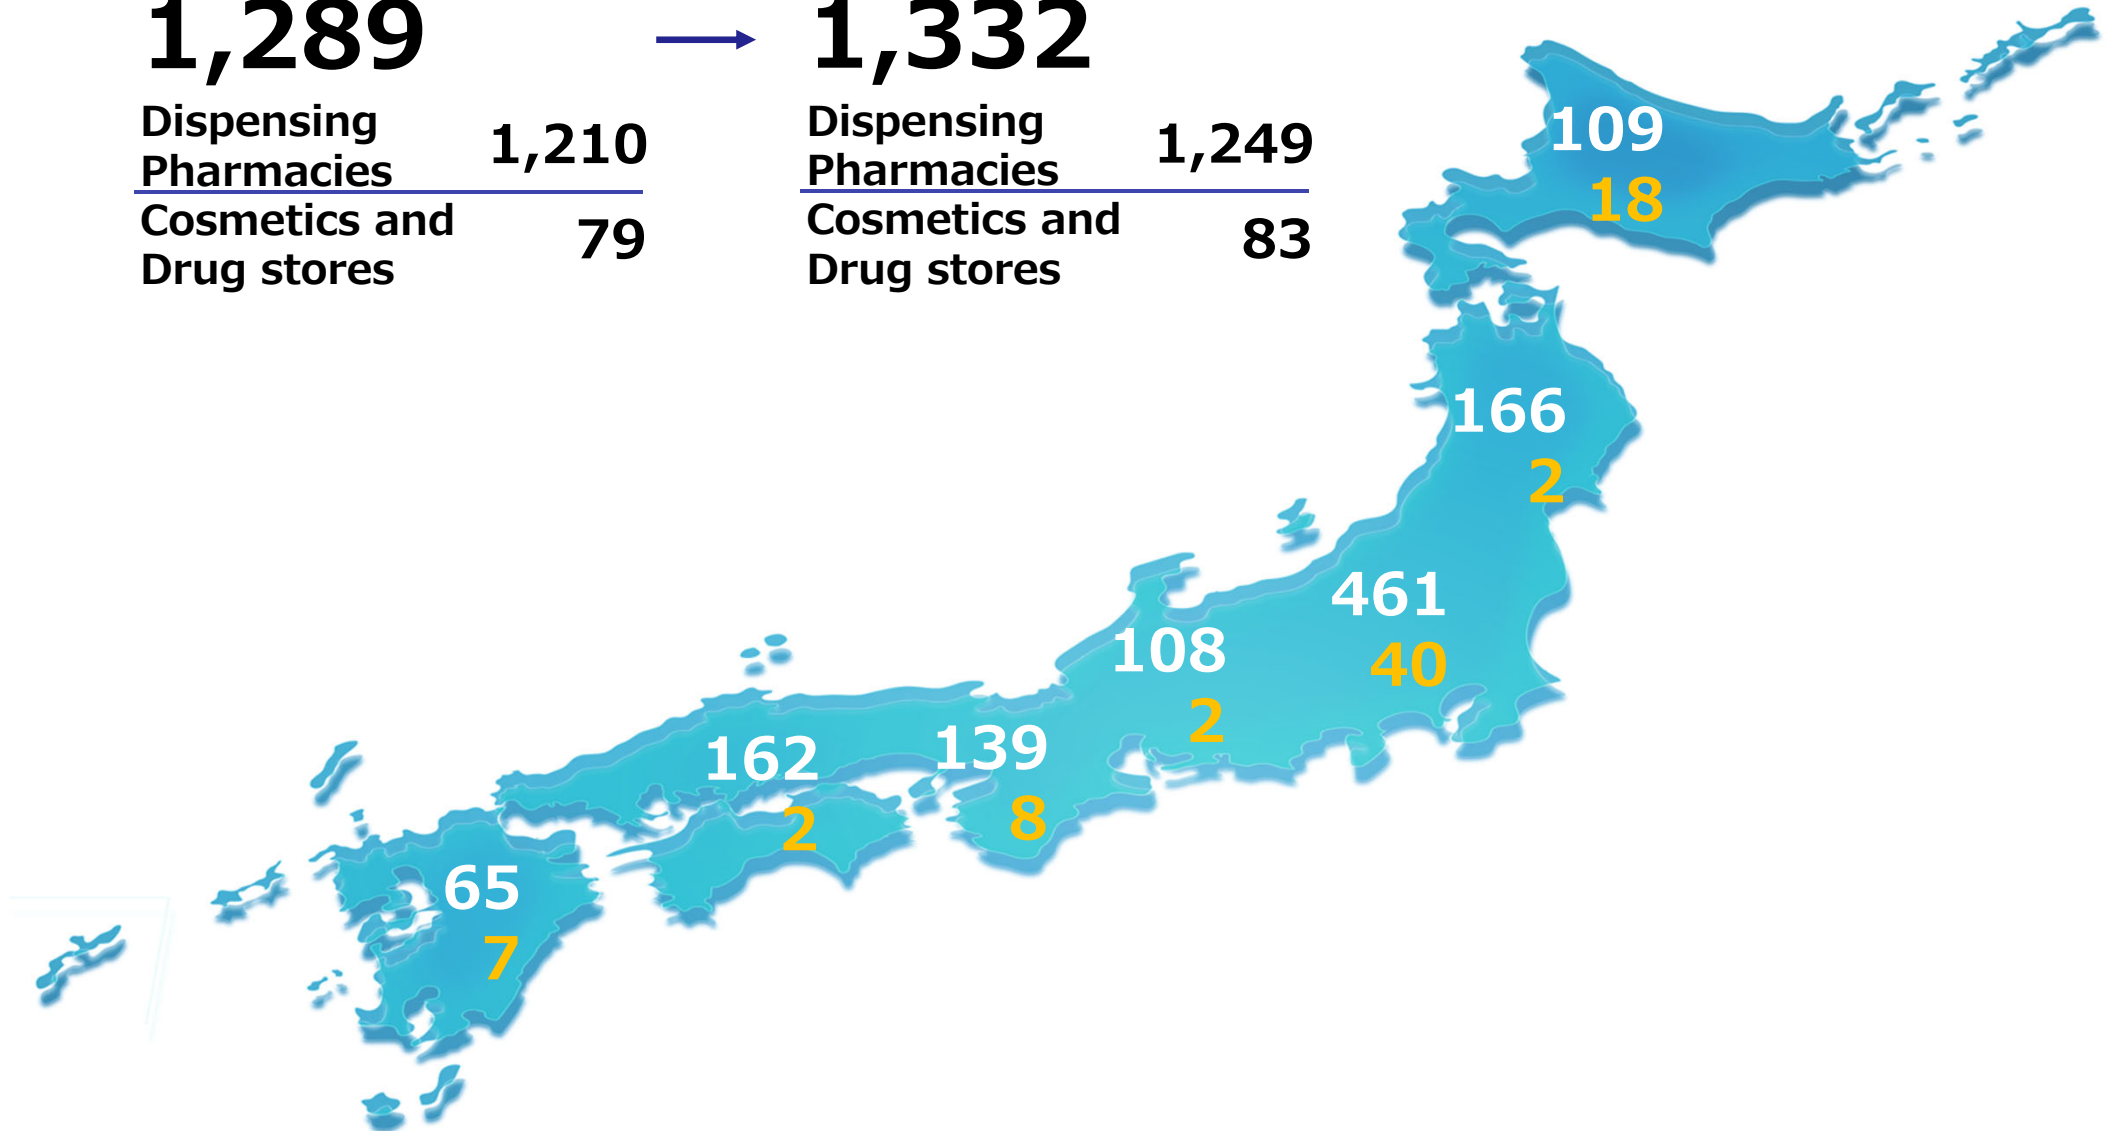 1,289
1,332
Dispensing
Pharmacies
1,210
Cosmetics and
Drug stores
79
Dispensing
Pharmacies
1,249
Cosmetics and
Drug stores
83
109
18
166
2
461
40
108
2
139
8
162
2
65
7